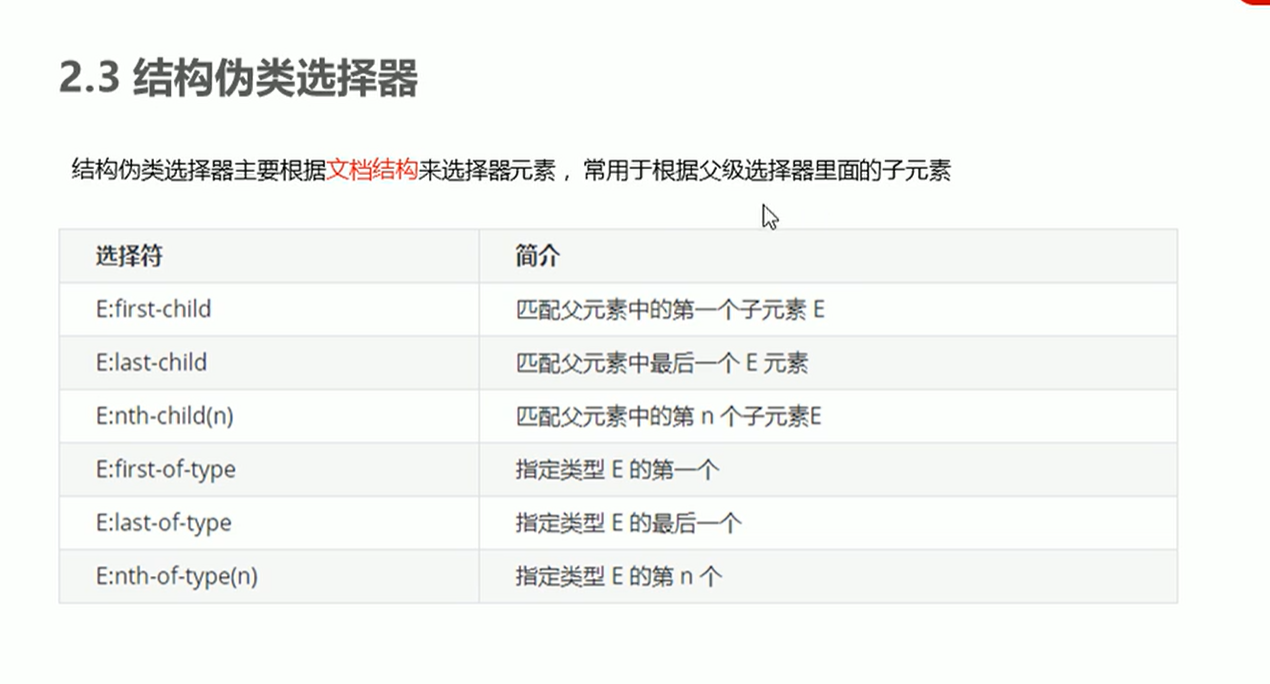 2.3 结构伪类选择器
结构伪类选择器主要根据文档结构来选择器元素，常用于根据父级选择器里面的子元素
选择符 简介
E:first-child 匹配父元素中的第一个子元素 E
E:last-child 匹配父元素中最后一个 E 元素
E:nth-child(n) 匹配父元素中的第 n 个子元素E
E:first-of-type 指定类型 E 的第一个
E:last-of-type 指定类型 E 的最后一个
E:nth-of-type(n) 指定类型 E 的第 n 个